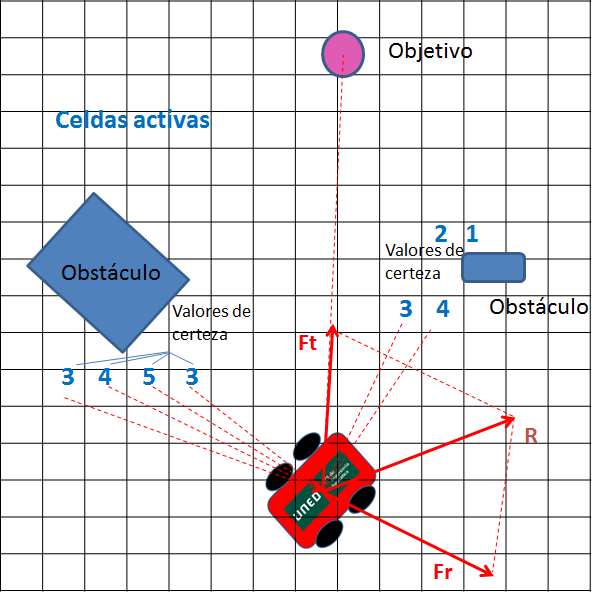 Objetivo
Celdas activas
2 1
Valores de
certeza
Obstáculo
Obstáculo
3 4
Valores de
certeza
Ft
3 4 5 3
R
UNED
Fr